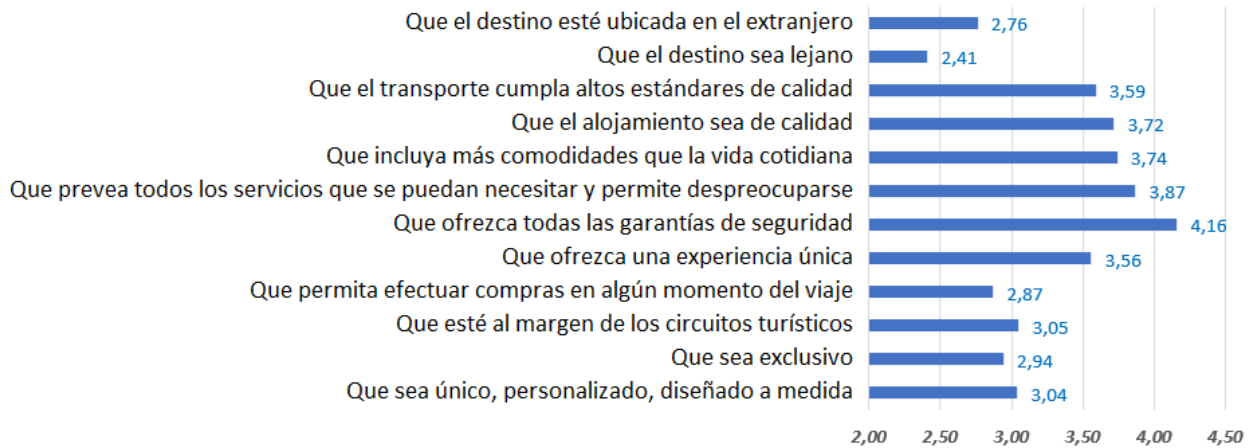 Que el destino esté ubicada en el extranjero 2,76
Que el destino sea lejano 2,41
Que el transporte cumpla altos estándares de calidad 3,59
Que el alojamiento sea de calidad 3,72
Que incluya más comodidades que la vida cotidiana 3,74
Que prevea todos los servicios que se puedan necesitar y permite despreocuparse 3,87
Que ofrezca todas las garantías de seguridad 4,16
Que ofrezca una experiencia única 3,56
Que permita efectuar compras en algún momento del viaje 2,87
Que esté al margen de los circuitos turísticos 3,05
Que sea exclusivo 2,94
Que sea único, personalizado, diseñado a medida 3,04
2,00 2,50 3,00 3,50 4,00 4,50